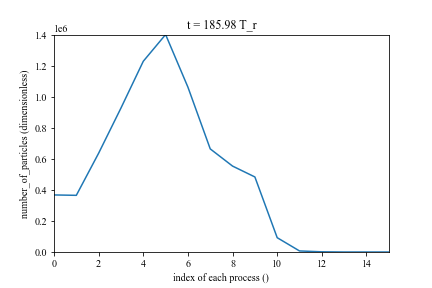 t = 185.98 T_r
1e6
1.4
1.2
1.0
0.8
0.6
0.4
0.2
0.0
number_of_particles (dimensionless)
0 2 4 6 8 10 12 14
index of each process ()